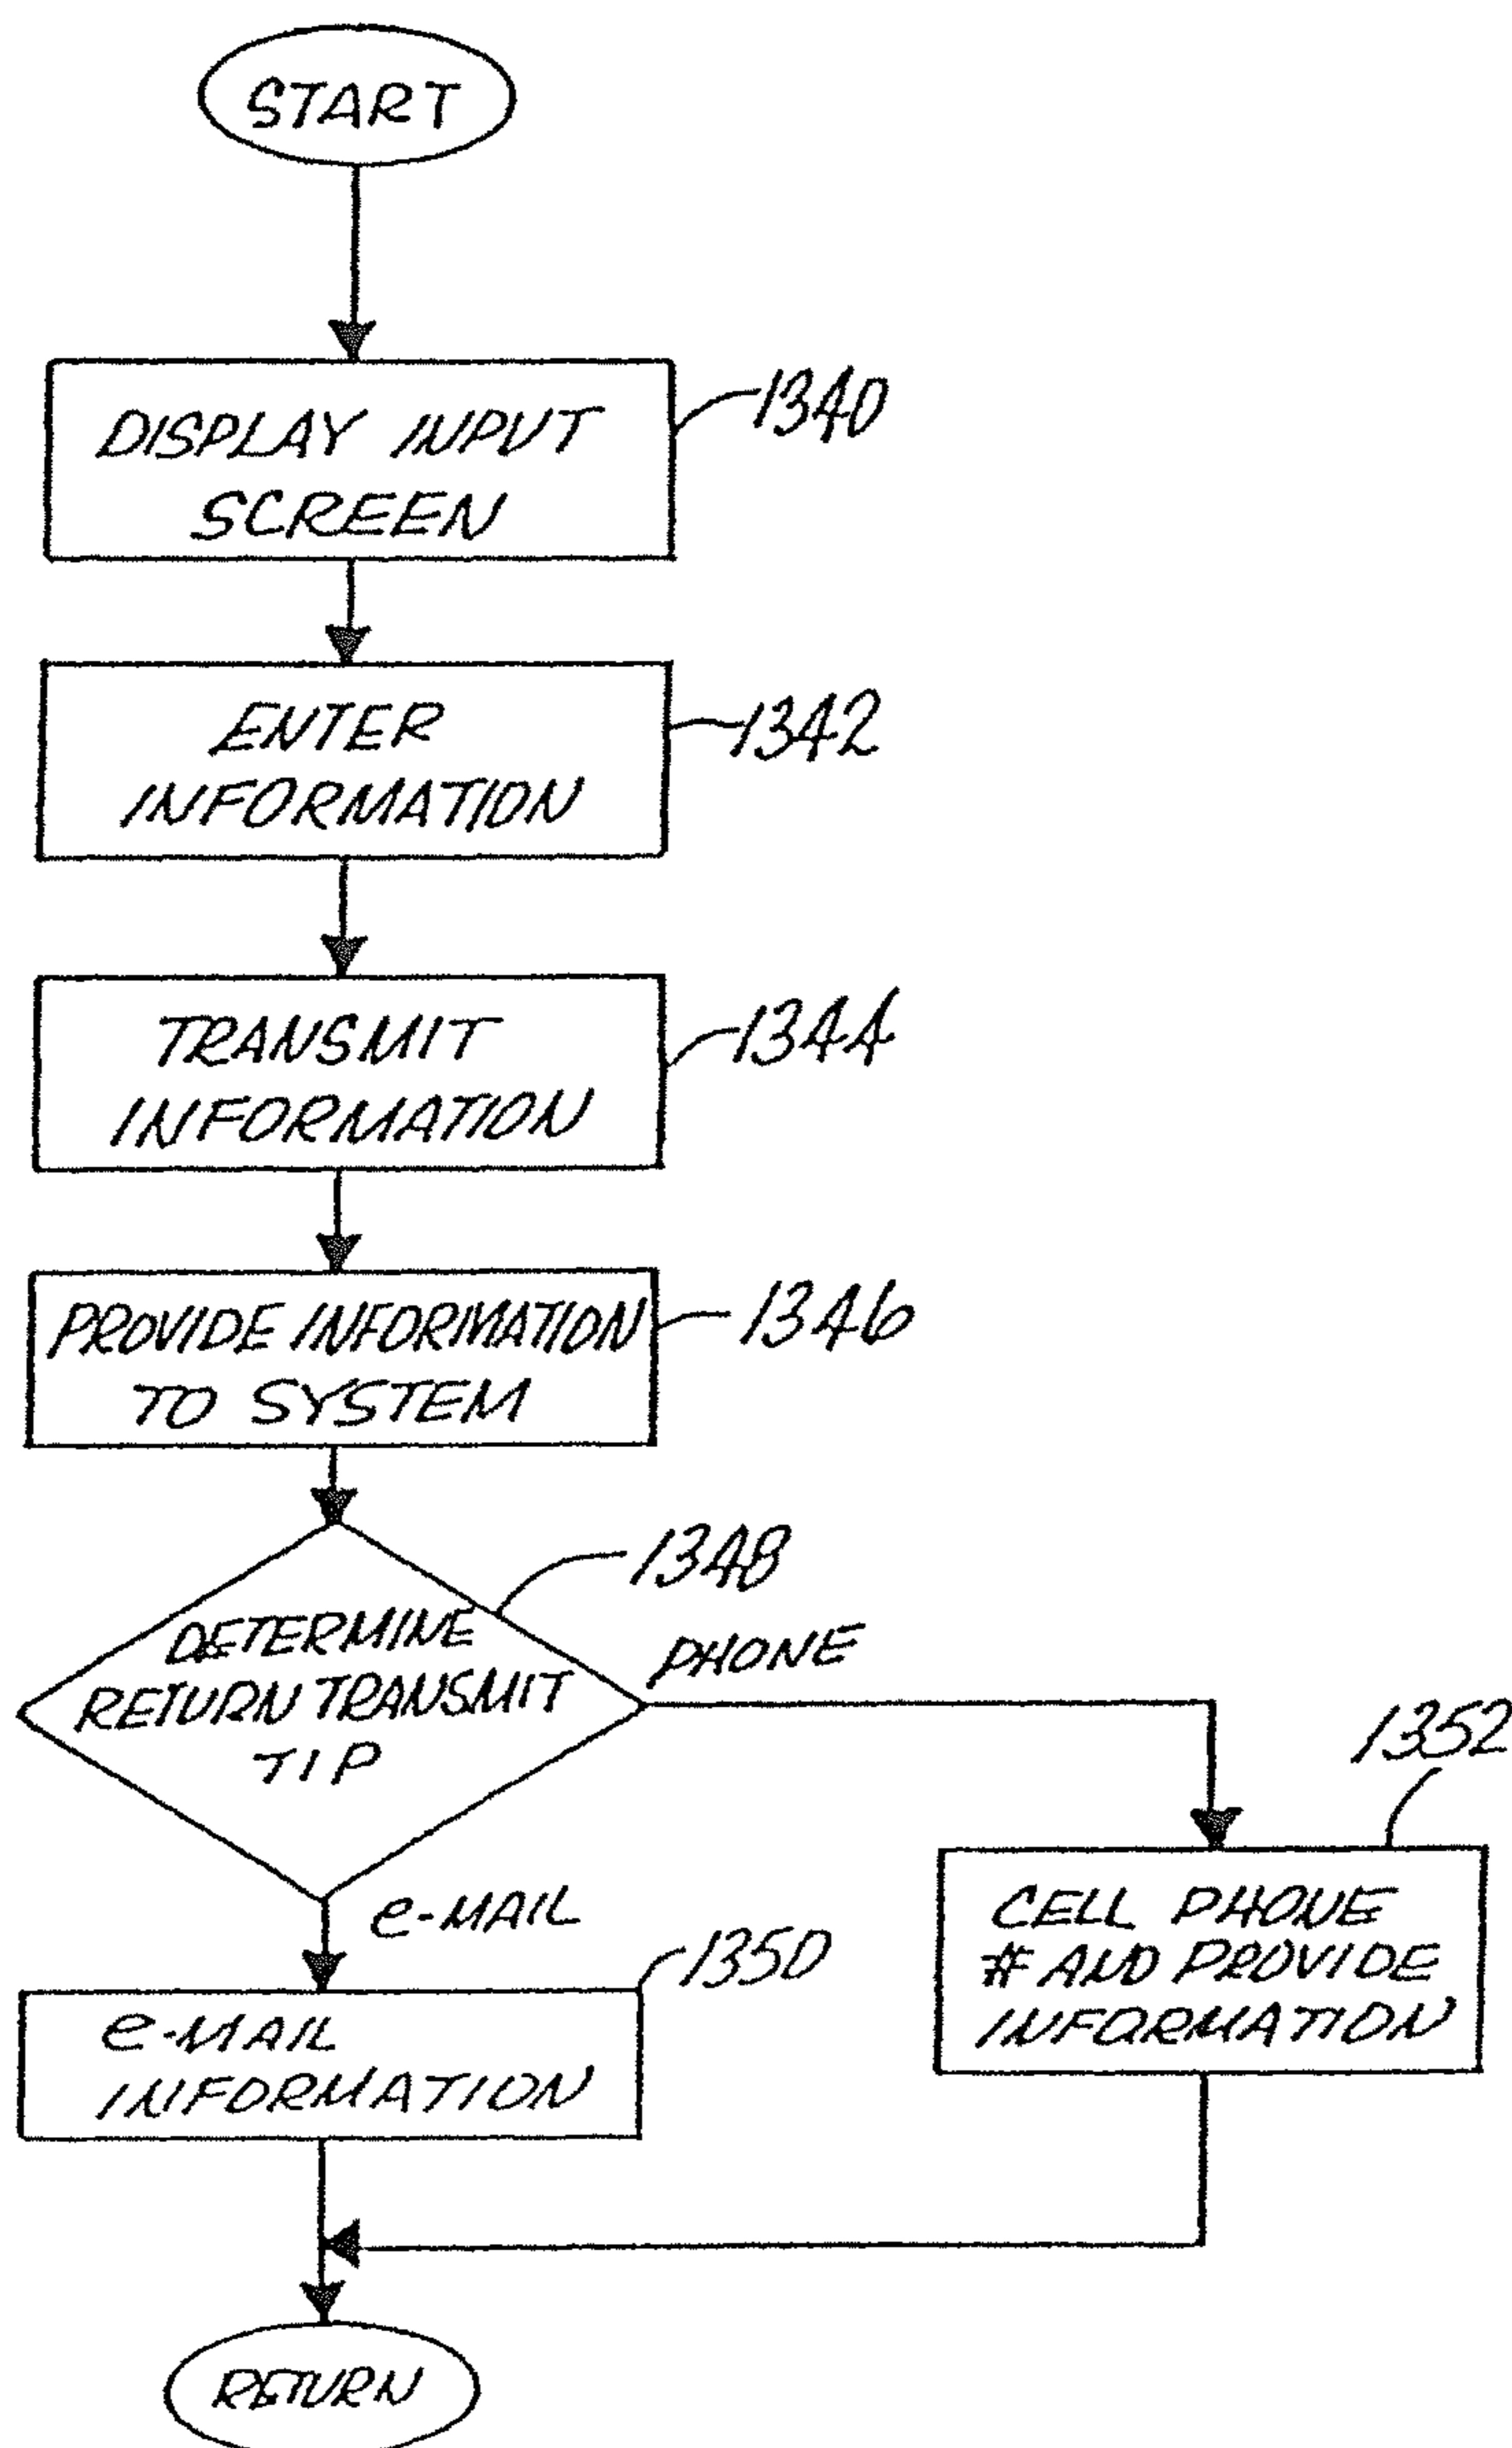 START
DISPLAY INPUT
SCREEN
1340
ENTER
INFORMATION
1342
TRANSMIT
INFORMATION
1344
PROVIDE INFORMATION
TO SYSTEM
1346
1348
DETERMINE
RETURN TRANSMIT
TIP
PHONE
1352
CELL PHONE
# AND PROVIDE
INFORMATION
e-MAIL
1350
e-MAIL
INFORMATION
RETURN